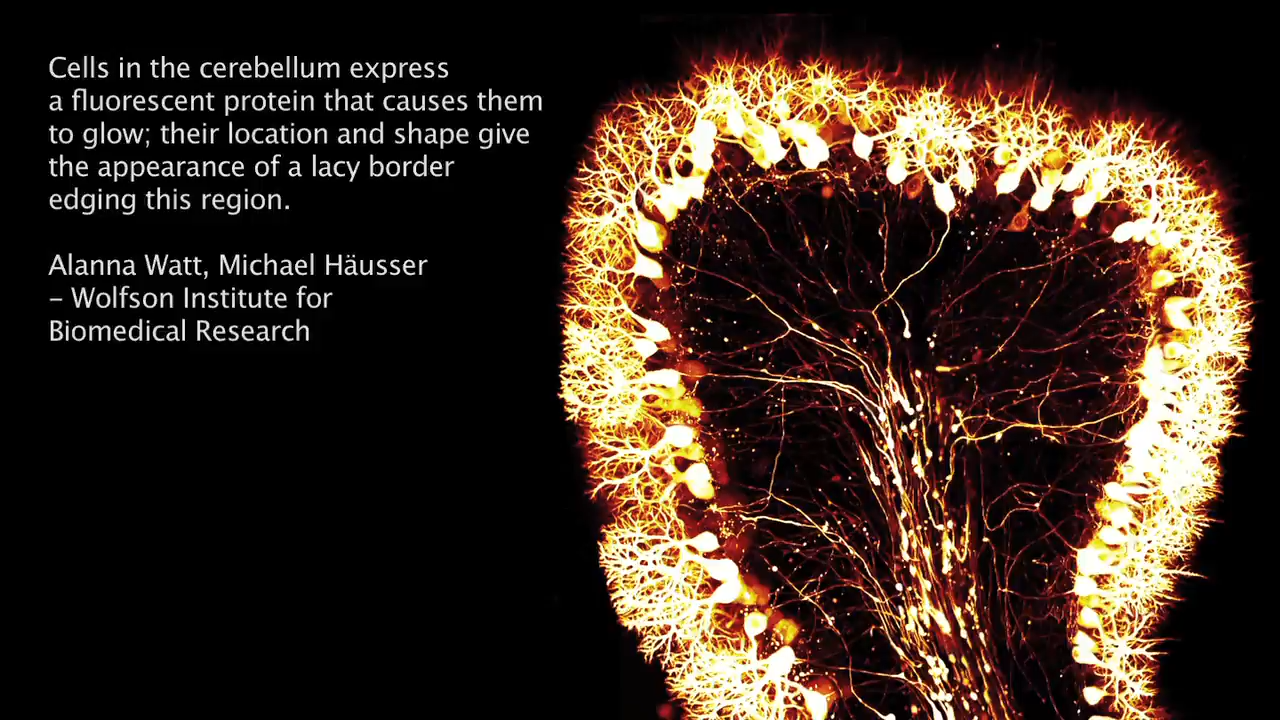 Cells in the cerebellum express
a fluorescent protein that causes them
to glow; their location and shape give
the appearance of a lacy border
edging this region.
Alanna Watt, Michael Häusser
– Wolfson Institute for
Biomedical Research